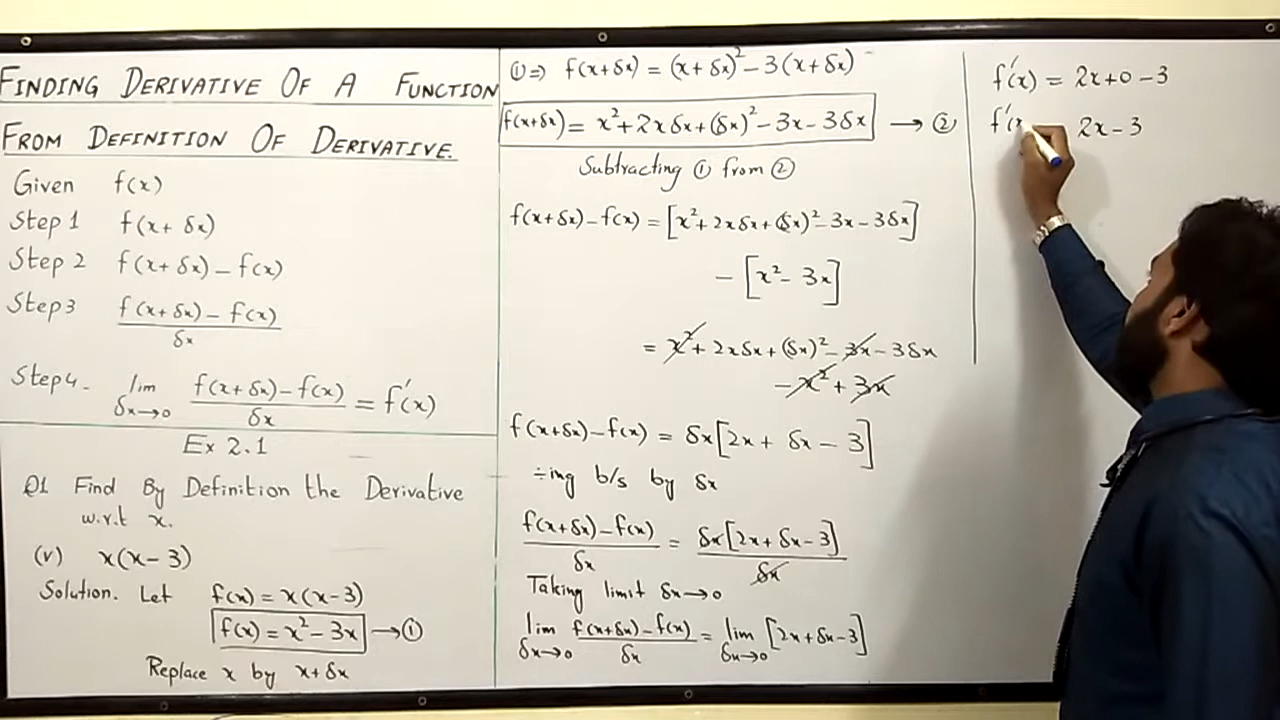 FINDING DERIVATIVE OF A FUNCTION
FROM DEFINITION OF DERIVATIVE.
Given f(x)
Step 1 f(x+ δx)
Step 2 f(x+δx) - f(x)
Step3 f(x+δx) - f(x) / δx
Step4. lim δx→0 f(x+δx) - f(x) / δx = f'(x)
Ex 2.1
Q1 Find By Definition the Derivative
w.r.t x.
(v) x(x-3)
Solution. Let f(x) = x(x-3)
f(x) = x² - 3x → ①
Replace x by x+δx
①⇒ f(x+δx) = (x+δx)² - 3(x+δx)
f(x+δx) = x² + 2xδx + (δx)² - 3x - 3δx → ②
Subtracting ① from ②
f(x+δx) - f(x) = [x² + 2xδx + (δx)² - 3x - 3δx]
- [x² - 3x]
= x² + 2xδx + (δx)² - 3x - 3δx
- x² + 3x
f(x+δx) - f(x) = δx[2x + δx - 3]
÷ing b/s by δx
f(x+δx) - f(x) / δx = δx[2x + δx - 3] / δx
Taking limit δx→0
lim δx→0 f(x+δx) - f(x) / δx = lim δx→0 [2x + δx - 3]
f'(x) = 2x + 0 - 3
f'(x 2x - 3